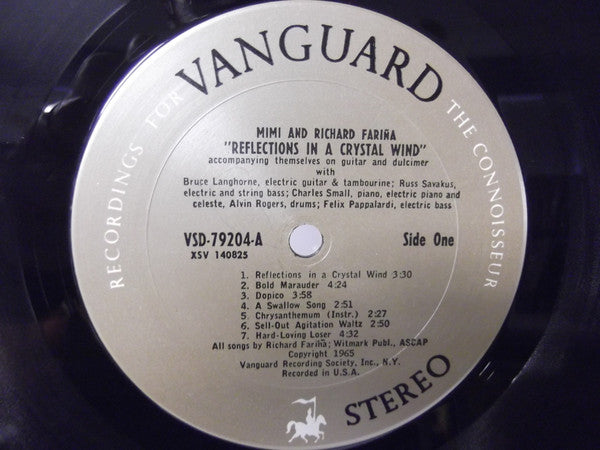 VANGUARD
RECORDINGS FOR THE CONNOISSEUR
MIMI AND RICHARD FARIÑA
"REFLECTIONS IN A CRYSTAL WIND"
accompanying themselves on guitar and dulcimer
with
Bruce Langhorne, electric guitar & tambourine; Russ Savakus,
electric and string bass; Charles Small, piano, electric piano and
celeste, Alvin Rogers, drums; Felix Pappalardi, electric bass
VSD-79204-A Side One
XSV 140825
1. Reflections in a Crystal Wind 3:30
2. Bold Marauder 4:24
3. Dopico 3:58
4. A Swallow Song 2:51
5. Chrysanthemum (Instr.) 2:27
6. Sell-Out Agitation Waltz 2:50
7. Hard-Loving Loser 4:32
All songs by Richard Fariña; Witmark Publ., ASCAP
Copyright 1965
Vanguard Recording Society, Inc., N.Y.
Recorded in U.S.A.
STEREO